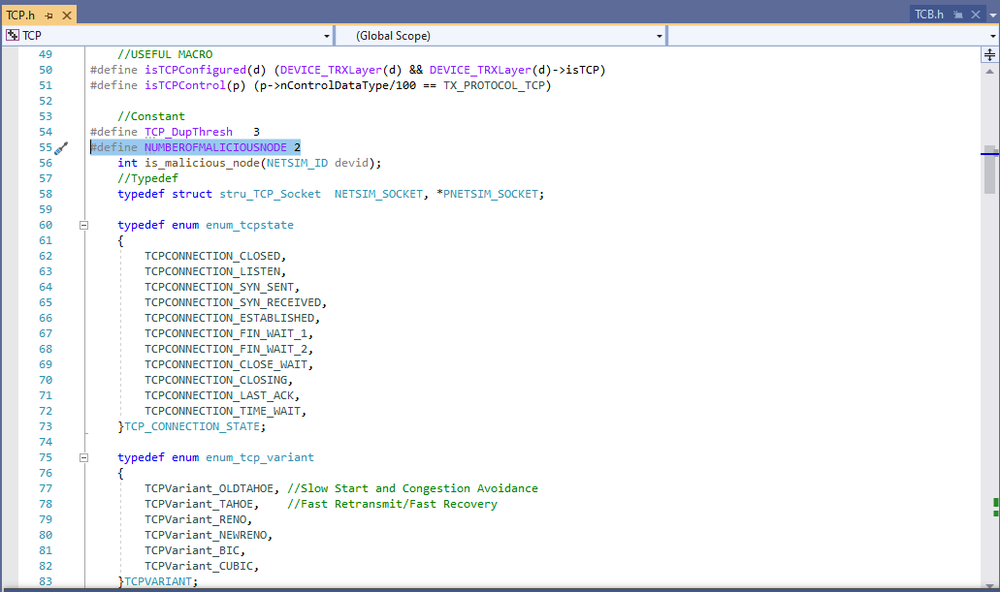 TCP.h
TCB.h
TCP
(Global Scope)
49 //USEFUL MACRO
50 #define isTCPConfigured(d) (DEVICE_TRXLayer(d) && DEVICE_TRXLayer(d)->isTCP)
51 #define isTCPControl(p) (p->nControlDataType/100 == TX_PROTOCOL_TCP)
52
53 //Constant
54 #define TCP_DupThresh 3
55 #define NUMBEROFMALICIOUSNODE 2
56 int is_malicious_node(NETSIM_ID devid);
57 //Typedef
58 typedef struct stru_TCP_Socket NETSIM_SOCKET, *PNETSIM_SOCKET;
59
60 typedef enum enum_tcpstate
61 {
62 TCPCONNECTION_CLOSED,
63 TCPCONNECTION_LISTEN,
64 TCPCONNECTION_SYN_SENT,
65 TCPCONNECTION_SYN_RECEIVED,
66 TCPCONNECTION_ESTABLISHED,
67 TCPCONNECTION_FIN_WAIT_1,
68 TCPCONNECTION_FIN_WAIT_2,
69 TCPCONNECTION_CLOSE_WAIT,
70 TCPCONNECTION_CLOSING,
71 TCPCONNECTION_LAST_ACK,
72 TCPCONNECTION_TIME_WAIT,
73 }TCP_CONNECTION_STATE;
74
75 typedef enum enum_tcp_variant
76 {
77 TCPVariant_OLDTAHOE, //Slow Start and Congestion Avoidance
78 TCPVariant_TAHOE, //Fast Retransmit/Fast Recovery
79 TCPVariant_RENO,
80 TCPVariant_NEWRENO,
81 TCPVariant_BIC,
82 TCPVariant_CUBIC,
83 }TCPVARIANT;